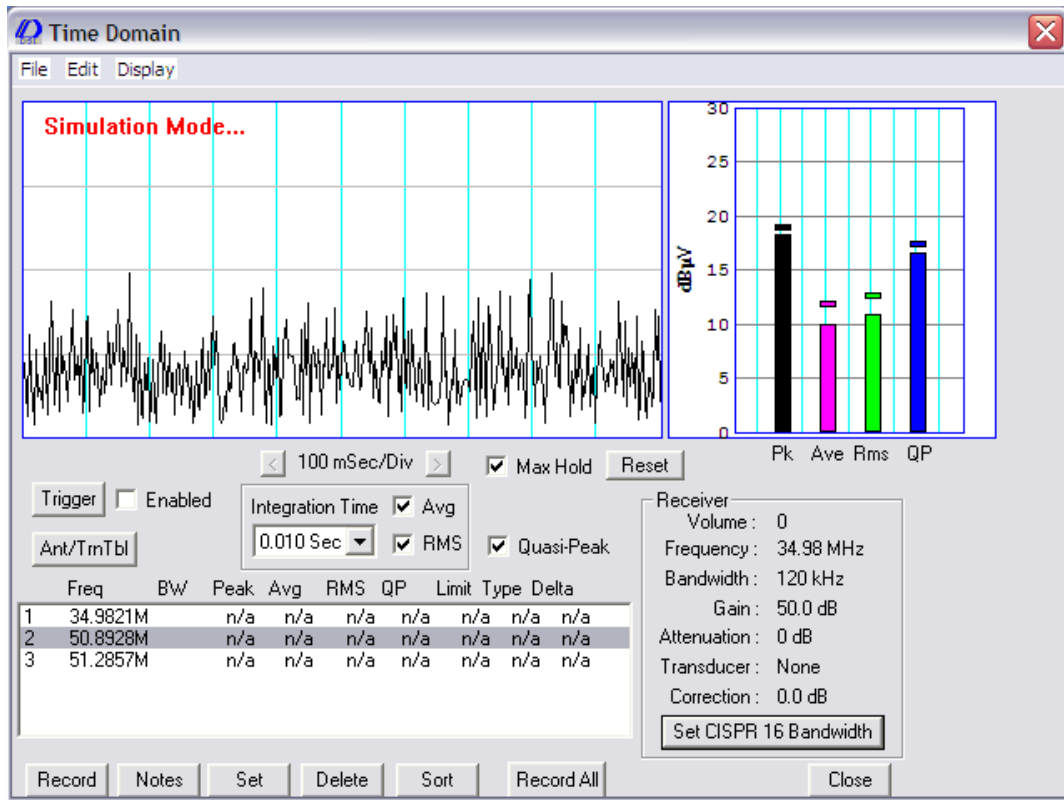 Time Domain
File Edit Display
Simulation Mode...
30
25
20
15
10
5
0
dBµV
Pk Ave Rms QP
< 100 mSec/Div >
Max Hold Reset
Trigger Enabled
Integration Time Avg
0.010 Sec RMS
Quasi-Peak
Ant/TrnTbl
Freq BW Peak Avg RMS QP Limit Type Delta
1 34.9821M n/a n/a n/a n/a n/a n/a n/a
2 50.8928M n/a n/a n/a n/a n/a n/a n/a
3 51.2857M n/a n/a n/a n/a n/a n/a n/a
Receiver
Volume : 0
Frequency : 34.98 MHz
Bandwidth : 120 kHz
Gain : 50.0 dB
Attenuation : 0 dB
Transducer : None
Correction : 0.0 dB
Set CISPR 16 Bandwidth
Record Notes Set Delete Sort Record All Close